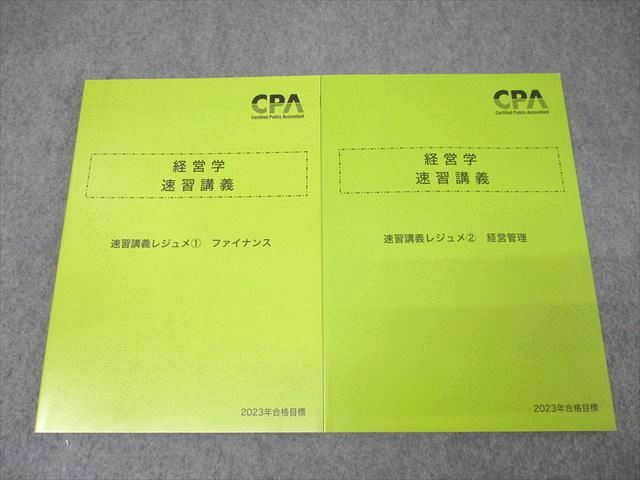 CPA
Certified Public Accountant
経営学
速習講義
速習講義レジュメ① ファイナンス
2023年合格目標
CPA
Certified Public Accountant
経営学
速習講義
速習講義レジュメ② 経営管理
2023年合格目標